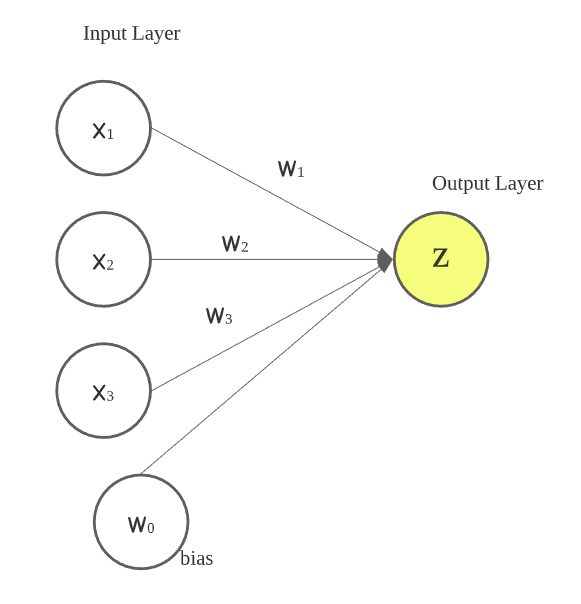 Input Layer
x1
w1
Output Layer
x2
w2
z
w3
x3
w0
bias